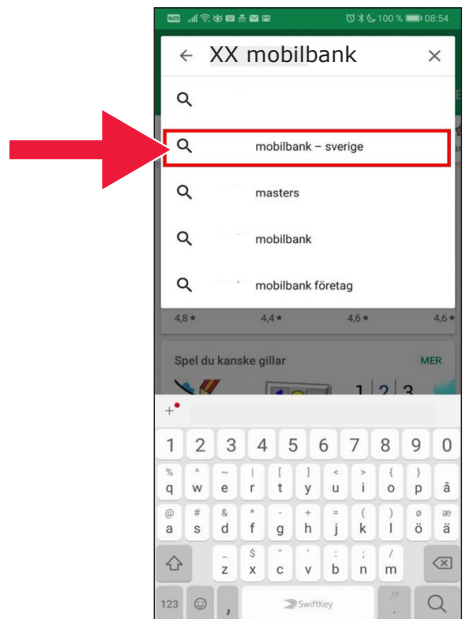 100 % 08:54
XX mobilbank
mobilbank – sverige
masters
mobilbank
mobilbank företag
4,8★ 4,4★ 4,6★ 4,6★
Spel du kanske gillar MER
1 2 3
1 2 3 4 5 6 7 8 9 0
% ^ ~ | [ ] < > { }
q w e r t y u i o p å
@ # & * - + = ( ) ø æ
a s d f g h j k l ö ä
_ $ " ' : ; /
z x c v b n m
123 , SwiftKey .